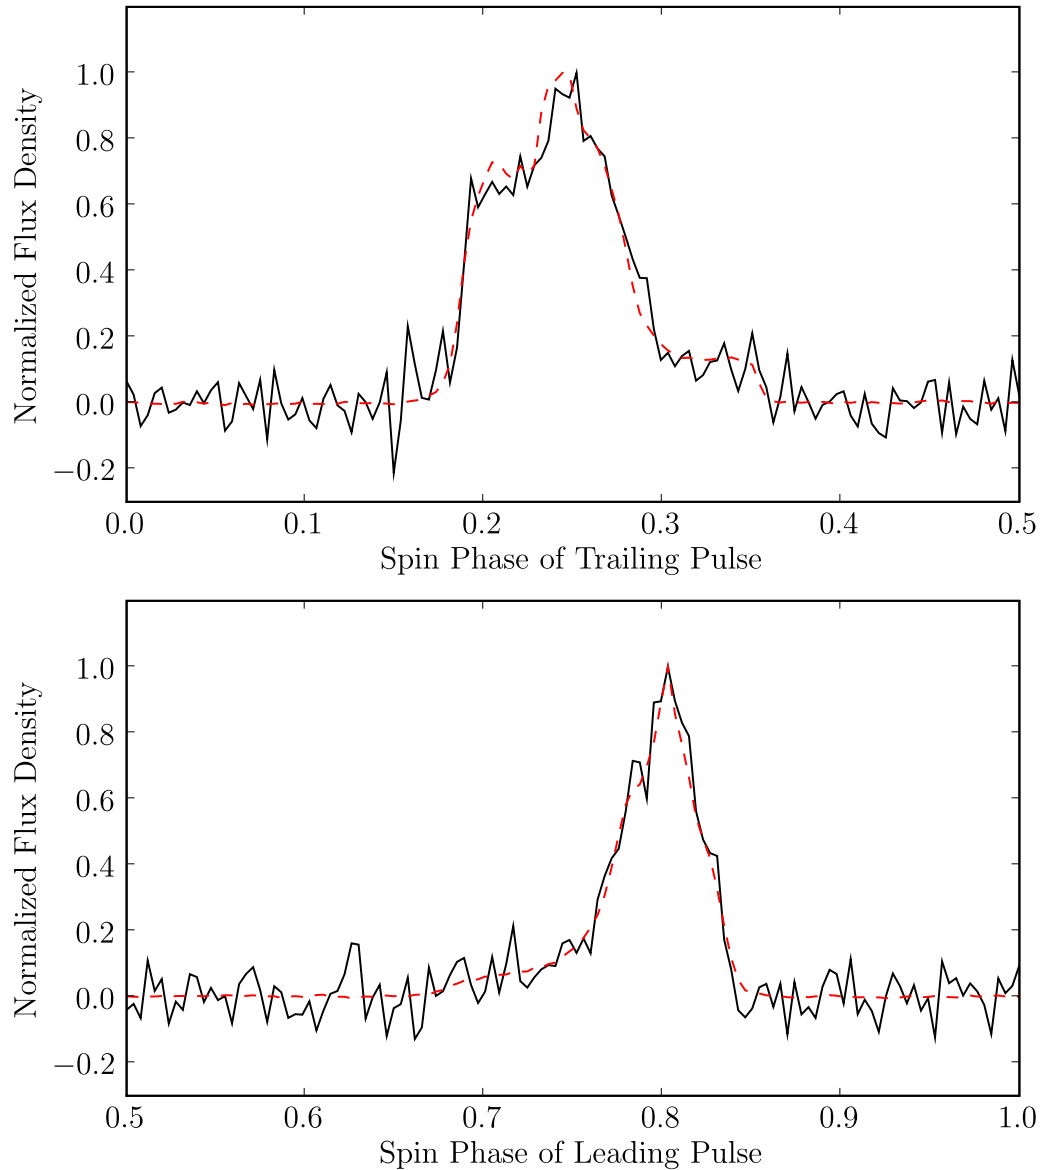 1.0
0.8
0.6
0.4
0.2
0.0
−0.2
Normalized Flux Density
0.0 0.1 0.2 0.3 0.4 0.5
Spin Phase of Trailing Pulse
1.0
0.8
0.6
0.4
0.2
0.0
−0.2
Normalized Flux Density
0.5 0.6 0.7 0.8 0.9 1.0
Spin Phase of Leading Pulse